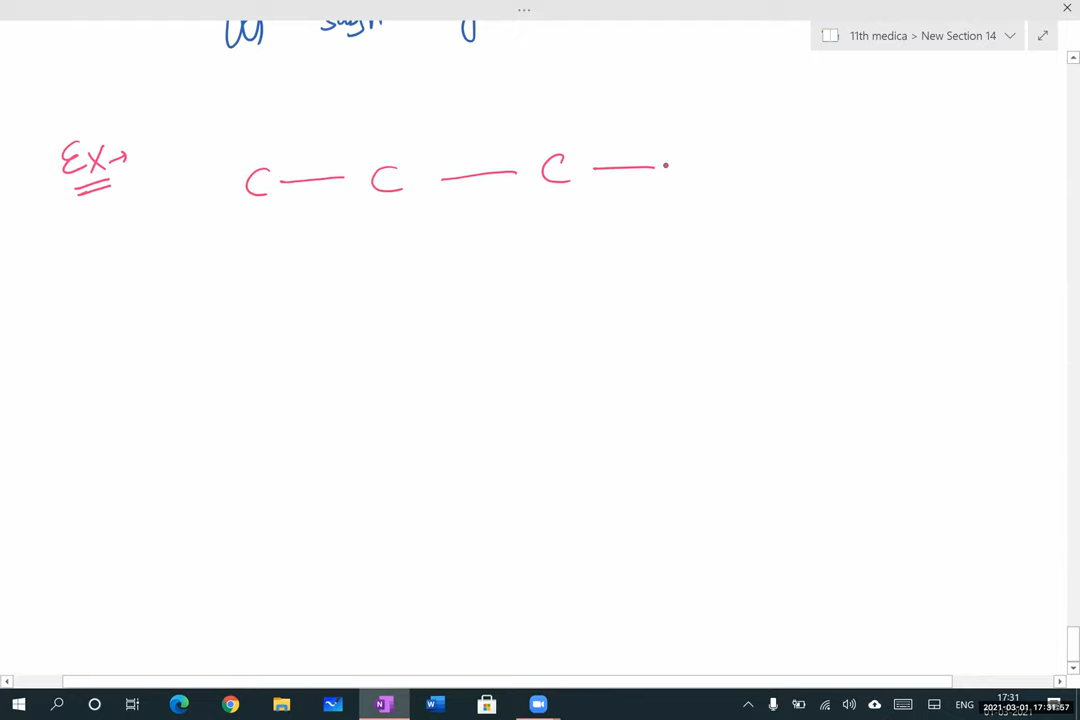 11th medica > New Section 14
Ex→
C — C — C —
ENG
17:31
2021-03-01 17:31:57